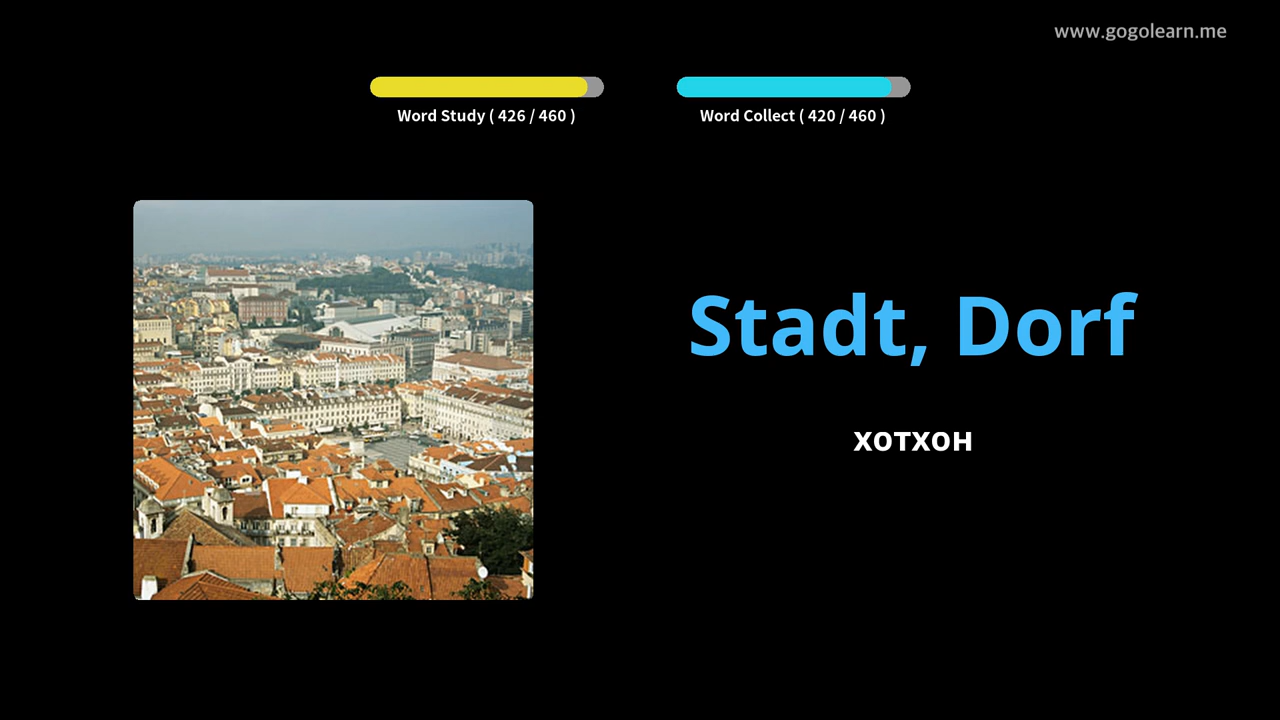 www.gogolearn.me
Word Study ( 426 / 460 )
Word Collect ( 420 / 460 )
Stadt, Dorf
хотхон